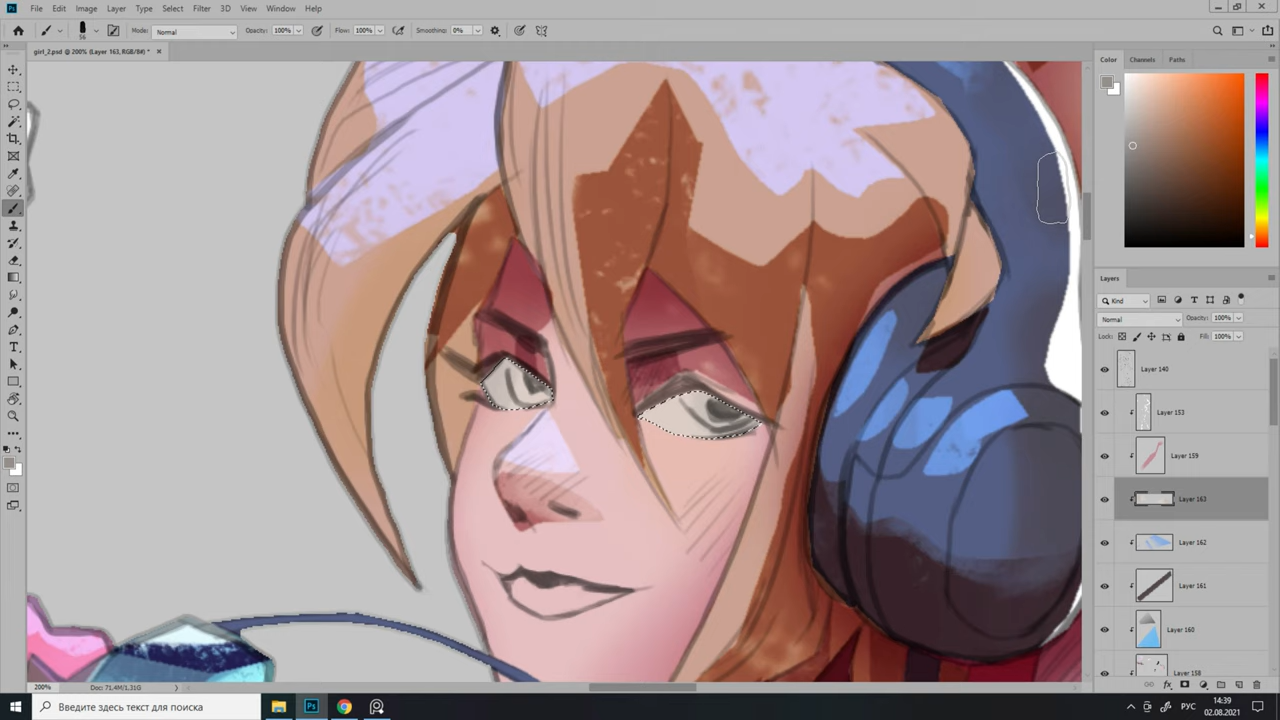 Ps File Edit Image Layer Type Select Filter 3D View Window Help
56 Mode: Normal Opacity: 100% Flow: 100% Smoothing: 0%
girl_2.psd @ 200% (Layer 163, RGB/8#) *
Color Channels Paths
Layers
Kind
Normal Opacity: 100%
Lock: Fill: 100%
Layer 140
Layer 153
Layer 159
Layer 163
Layer 162
Layer 161
Layer 160
Layer 158
200% Doc: 71,4M/1,31G
Введите здесь текст для поиска
Ps
РУС
14:39
02.08.2021